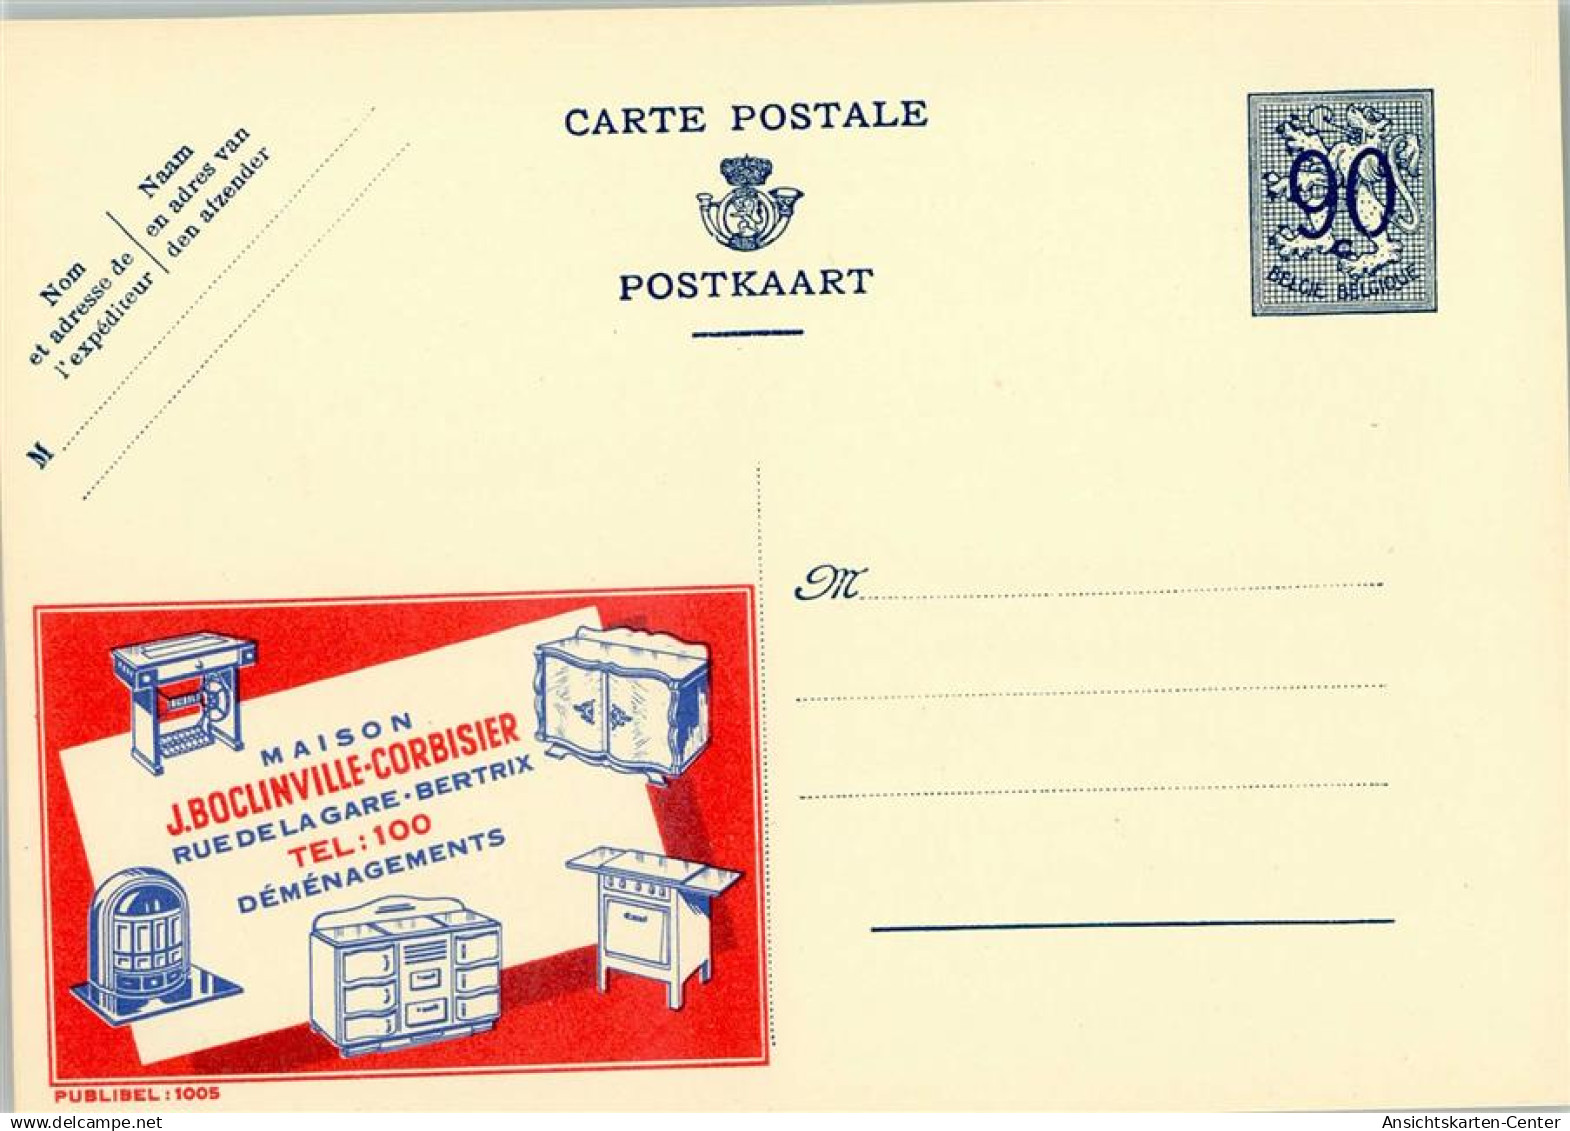 CARTE POSTALE
POSTKAART
Nom
et adresse de
l'expéditeur
Naam
en adres van
den afzender
M
90
C
BELGIE BELGIQUE
M
MAISON
J.BOCLINVILLE-CORBISIER
RUE DE LA GARE • BERTRIX
TEL: 100
DÉMÉNAGEMENTS
PUBLIBEL: 1005
www.delcampe.net
Ansichtskarten-Center